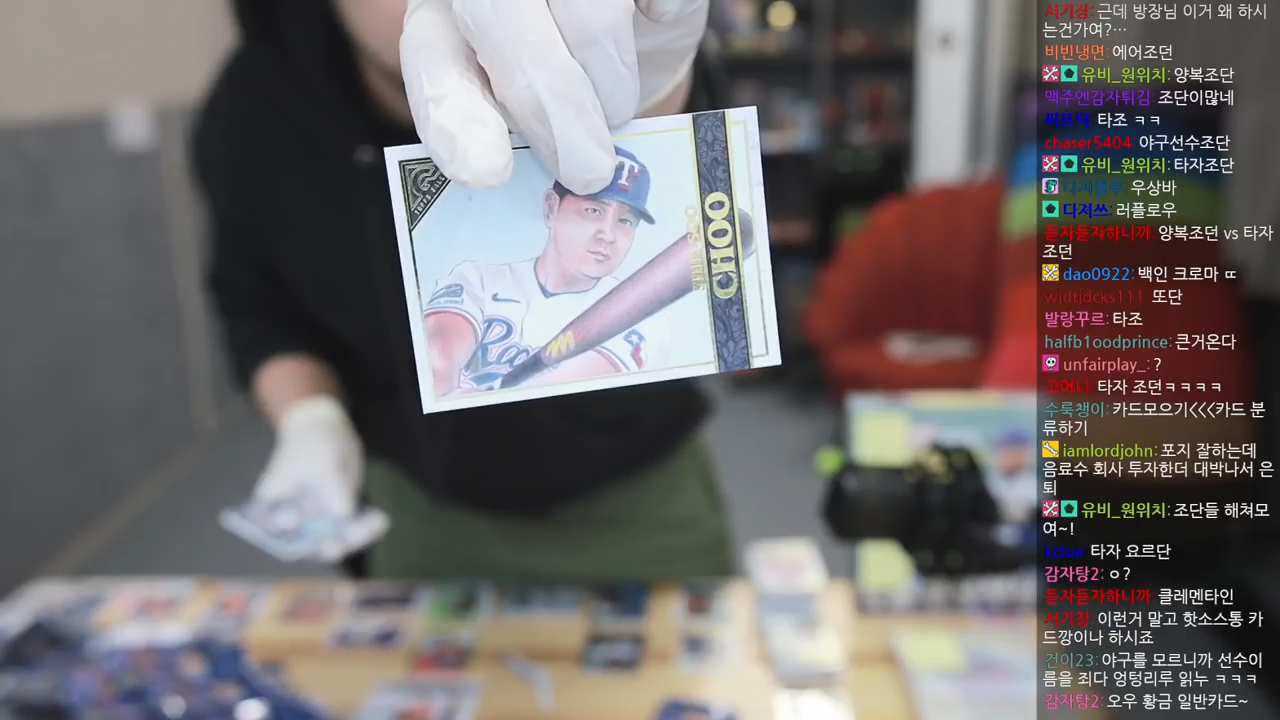 CHOO
T
서기장: 근데 방장님 이거 왜 하시
는건가여?…
비빈냉면: 에어조던
유비_원위치: 양복조단
맥주엔감자튀김: 조단이많네
타조 ㅋㅋ
chaser5404 야구선수조단
유비_원위치: 타자조단
우상바
다저쓰: 러플로우
듣자듣자하니까: 양복조던 vs 타자
조던
dao0922: 백인 크로마 ㄸ
wjdtjdcks111: 또단
발랑꾸르: 타조
halfb1oodprince: 큰거온다
unfairplay_: ?
고머니: 타자 조던ㅋㅋㅋㅋ
수룩챙이: 카드모으기<<<카드 분
류하기
iamlordjohn: 포지 잘하는데
음료수 회사 투자한더 대박나서 은
퇴
유비_원위치: 조단들 해쳐모
여~!
kclue: 타자 요르단
감자탕2: ㅇ?
듣자듣자하니까: 클레멘타인
서기장: 이런거 말고 핫소스통 카
드깡이나 하시죠
건이23: 야구를 모르니까 선수이
름을 죄다 엉텅리루 읽누 ㅋㅋㅋ
감자탕2: 오우 황금 일반카드~